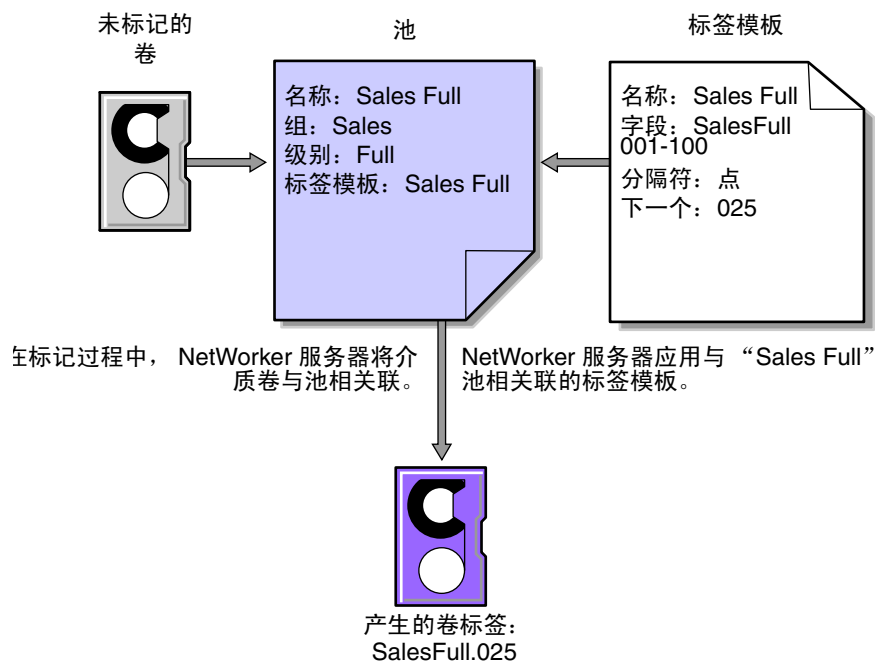 未标记的
卷
池
标签模板
名称：Sales Full
组：Sales
级别：Full
标签模板：Sales Full
名称：Sales Full
字段：SalesFull
001-100
分隔符：点
下一个：025
在标记过程中， NetWorker 服务器将介
质卷与池相关联。
NetWorker 服务器应用与 “Sales Full”
池相关联的标签模板。
产生的卷标签：
SalesFull.025